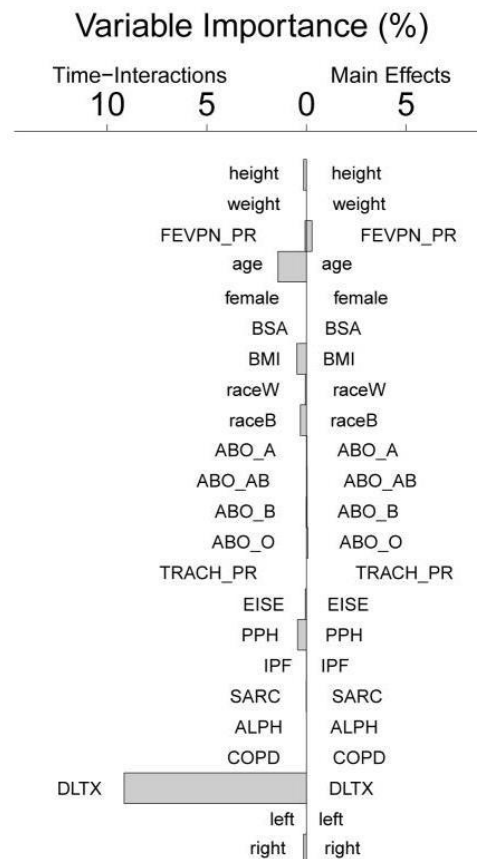 Variable Importance (%)
Time−Interactions Main Effects
10 5 0 5
height height
weight weight
FEVPN_PR FEVPN_PR
age age
female female
BSA BSA
BMI BMI
raceW raceW
raceB raceB
ABO_A ABO_A
ABO_AB ABO_AB
ABO_B ABO_B
ABO_O ABO_O
TRACH_PR TRACH_PR
EISE EISE
PPH PPH
IPF IPF
SARC SARC
ALPH ALPH
COPD COPD
DLTX DLTX
left left
right right